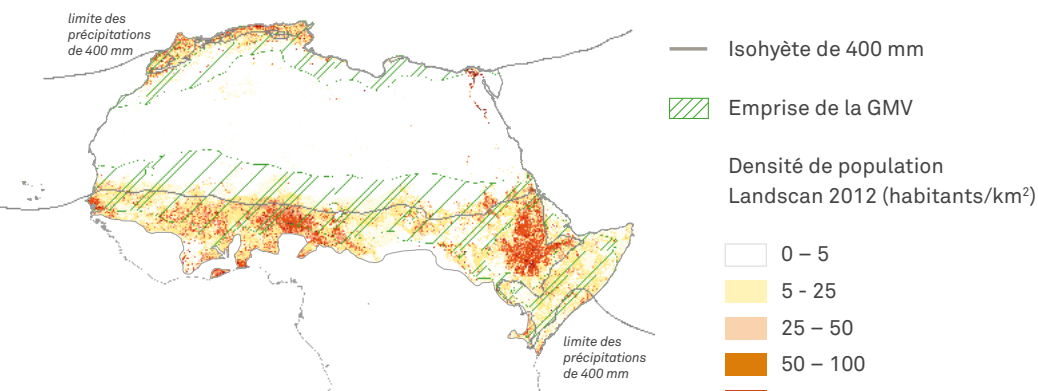 limite des
précipitations
de 400 mm
Isohyète de 400 mm
Emprise de la GMV
Densité de population
Landscan 2012 (habitants/km²)
0 – 5
5 - 25
25 – 50
50 – 100
limite des
précipitations
de 400 mm